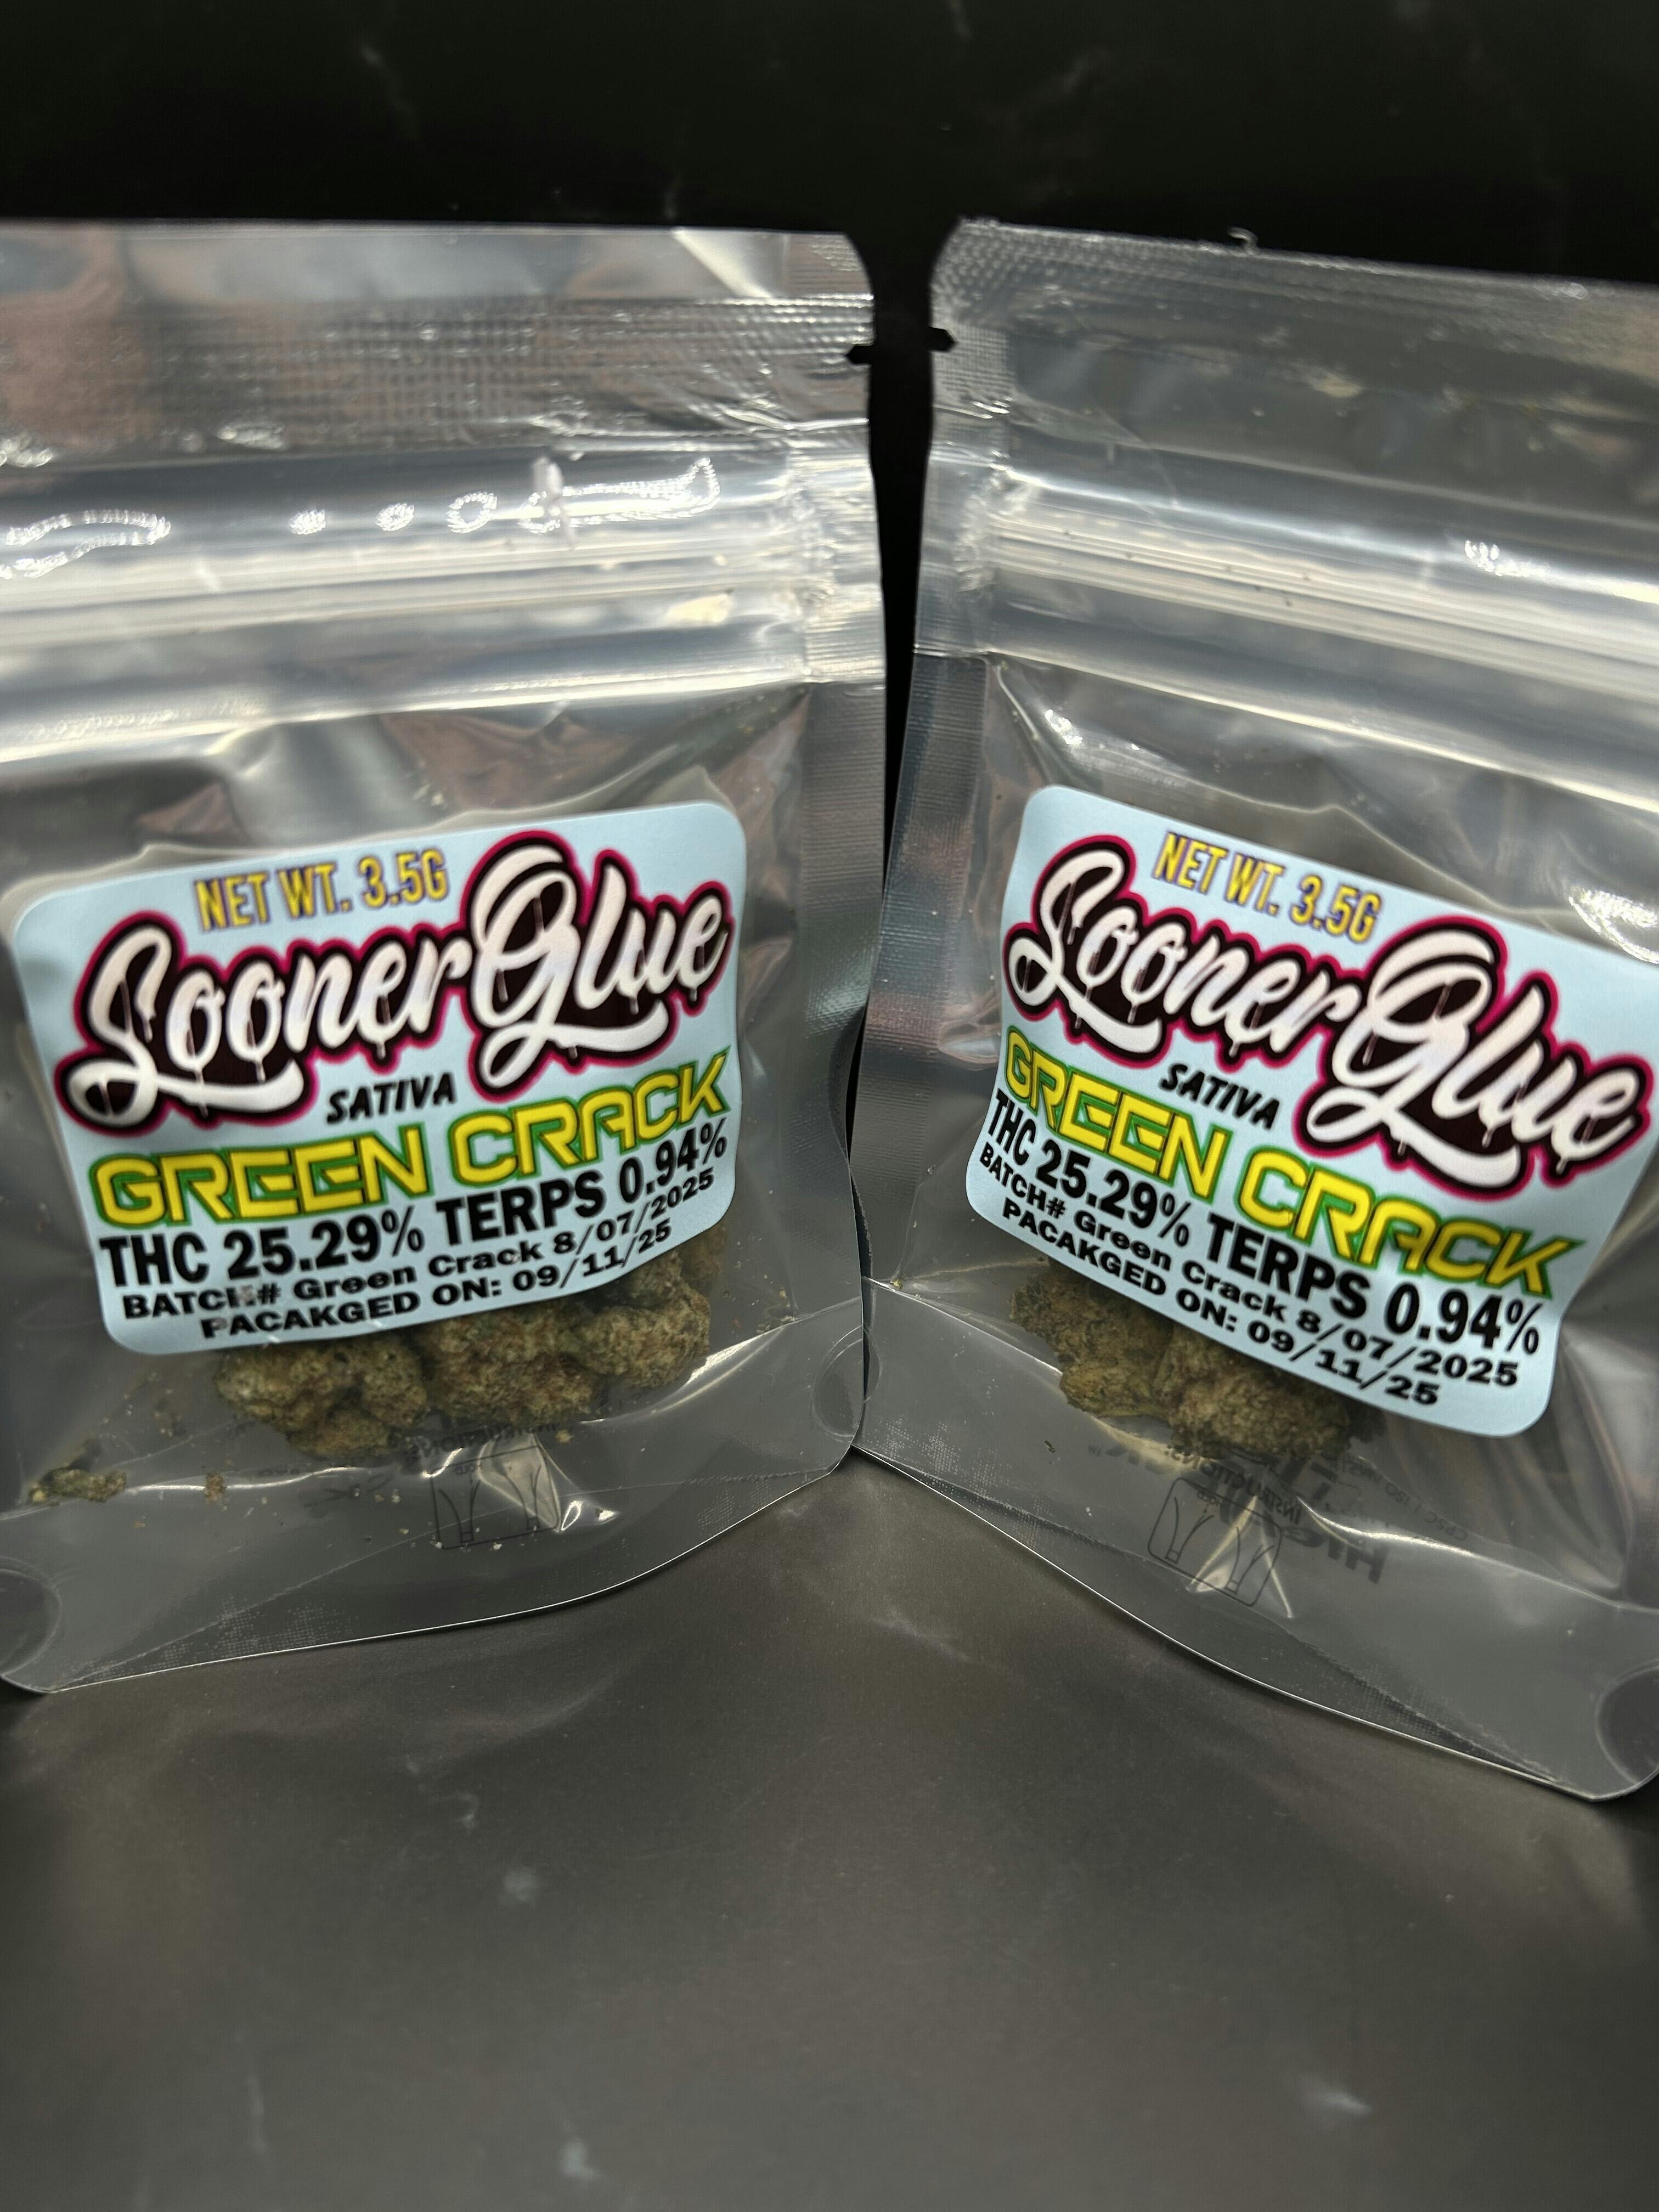 NET WT. 3.5G
SoonerGlue
SATIVA
GREEN CRACK
THC 25.29% TERPS 0.94%
BATCH# Green Crack 8/07/2025
PACAKGED ON: 09/11/25
NET WT. 3.5G
SoonerGlue
SATIVA
GREEN CRACK
THC 25.29% TERPS 0.94%
BATCH# Green Crack 8/07/2025
PACAKGED ON: 09/11/25